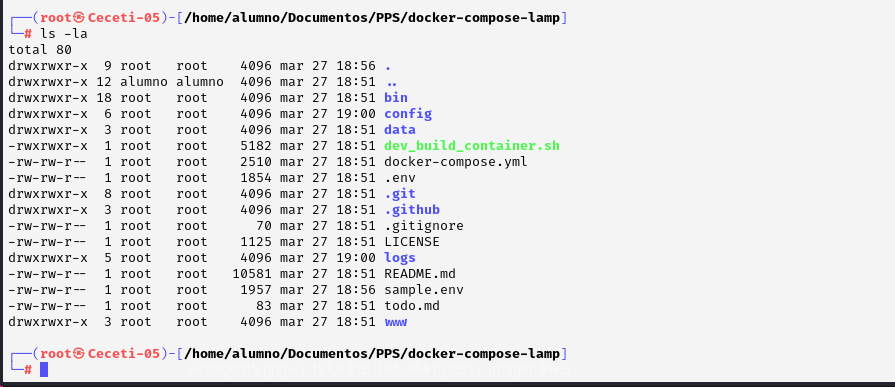 ┌──(root㉿Ceceti-05)-[/home/alumno/Documentos/PPS/docker-compose-lamp]
└─# ls -la
total 80
drwxrwxr-x  9 root   root    4096 mar 27 18:56 .
drwxrwxr-x 12 alumno alumno  4096 mar 27 18:51 ..
drwxrwxr-x 18 root   root    4096 mar 27 18:51 bin
drwxrwxr-x  6 root   root    4096 mar 27 19:00 config
drwxrwxr-x  3 root   root    4096 mar 27 18:51 data
-rwxrwxr-x  1 root   root    5182 mar 27 18:51 dev_build_container.sh
-rw-rw-r--  1 root   root    2510 mar 27 18:51 docker-compose.yml
-rw-rw-r--  1 root   root    1854 mar 27 18:51 .env
drwxrwxr-x  8 root   root    4096 mar 27 18:51 .git
drwxrwxr-x  3 root   root    4096 mar 27 18:51 .github
-rw-rw-r--  1 root   root      70 mar 27 18:51 .gitignore
-rw-rw-r--  1 root   root    1125 mar 27 18:51 LICENSE
drwxrwxr-x  5 root   root    4096 mar 27 19:00 logs
-rw-rw-r--  1 root   root   10581 mar 27 18:51 README.md
-rw-rw-r--  1 root   root    1957 mar 27 18:56 sample.env
-rw-rw-r--  1 root   root      83 mar 27 18:51 todo.md
drwxrwxr-x  3 root   root    4096 mar 27 18:51 www
┌──(root㉿Ceceti-05)-[/home/alumno/Documentos/PPS/docker-compose-lamp]
└─#